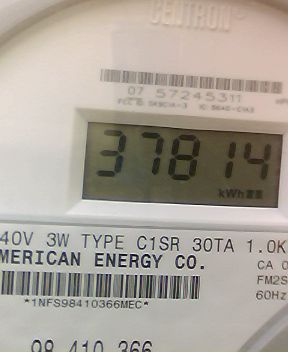 CENTRON
07 57245311
37814
kWh
40V 3W TYPE C1SR 30TA 1.0K
MERICAN ENERGY CO.
CA 0
FM2S
60Hz
*1NFS98410366MEC*
98 410 366